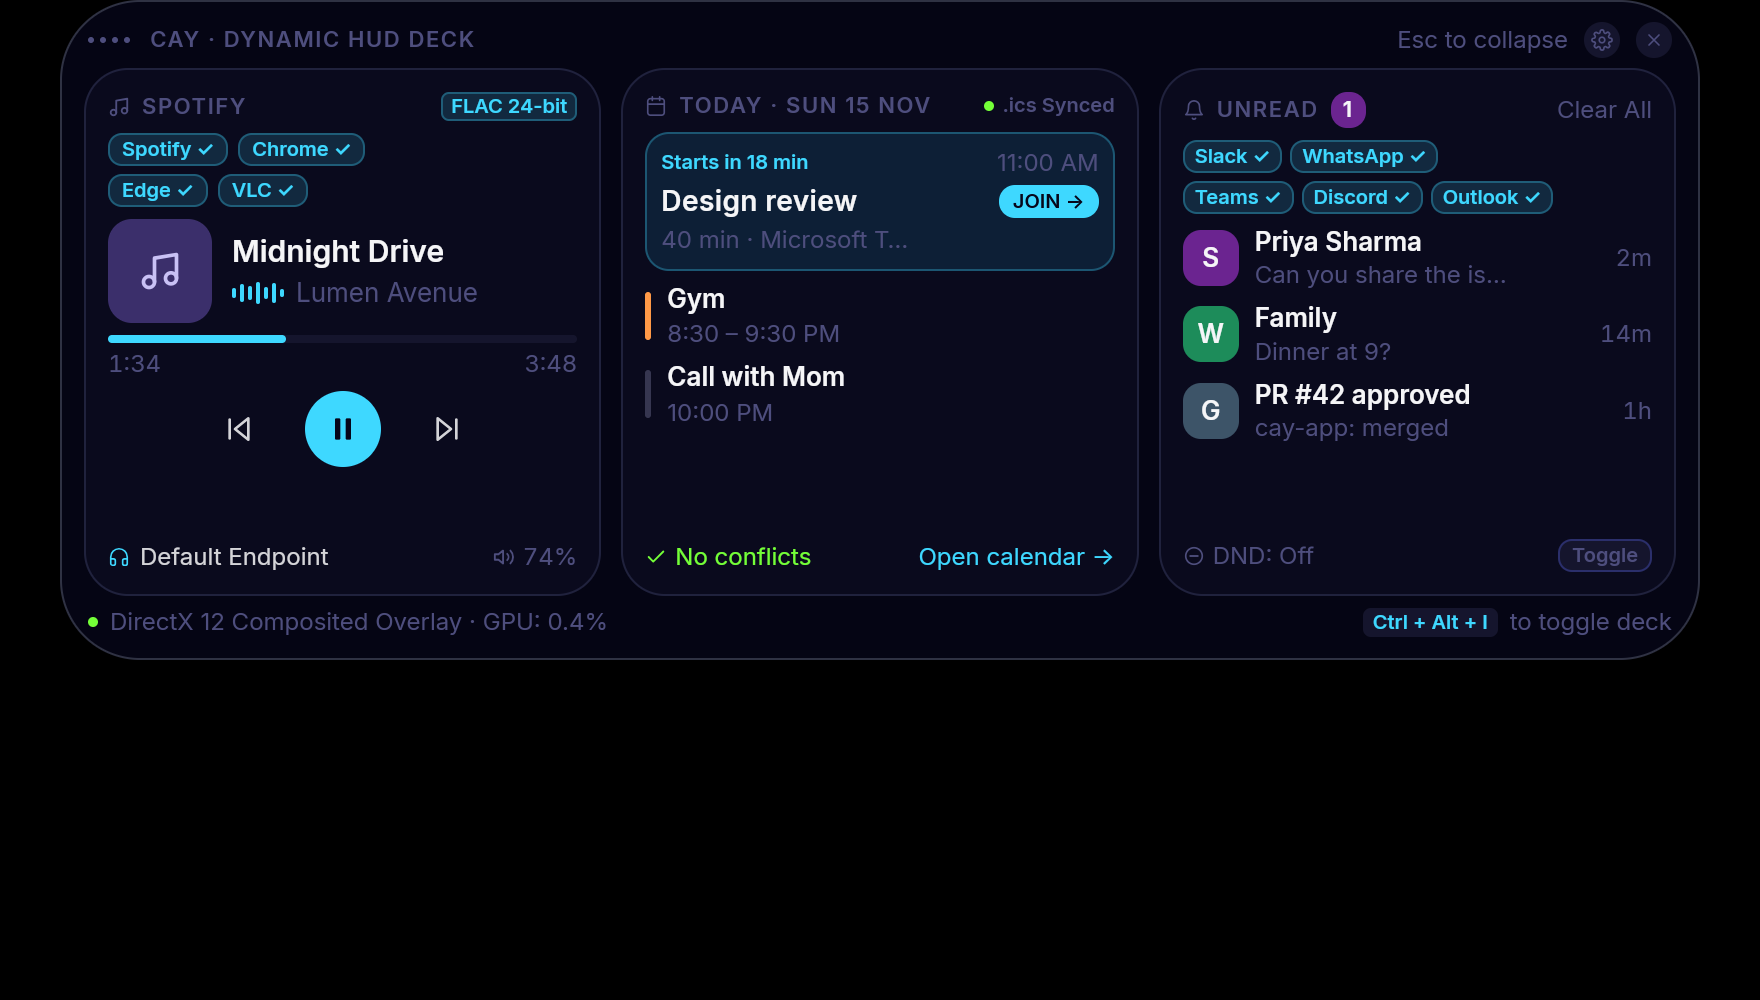 CAY · DYNAMIC HUD DECK
Esc to collapse
SPOTIFY
FLAC 24-bit
Spotify ✓
Chrome ✓
Edge ✓
VLC ✓
Midnight Drive
Lumen Avenue
1:34
3:48
Default Endpoint
74%
TODAY · SUN 15 NOV
.ics Synced
Starts in 18 min
11:00 AM
Design review
JOIN →
40 min · Microsoft T...
Gym
8:30 – 9:30 PM
Call with Mom
10:00 PM
No conflicts
Open calendar →
UNREAD 1
Clear All
Slack ✓
WhatsApp ✓
Teams ✓
Discord ✓
Outlook ✓
S
Priya Sharma
Can you share the is...
2m
W
Family
Dinner at 9?
14m
G
PR #42 approved
cay-app: merged
1h
DND: Off
Toggle
DirectX 12 Composited Overlay · GPU: 0.4%
Ctrl + Alt + I to toggle deck